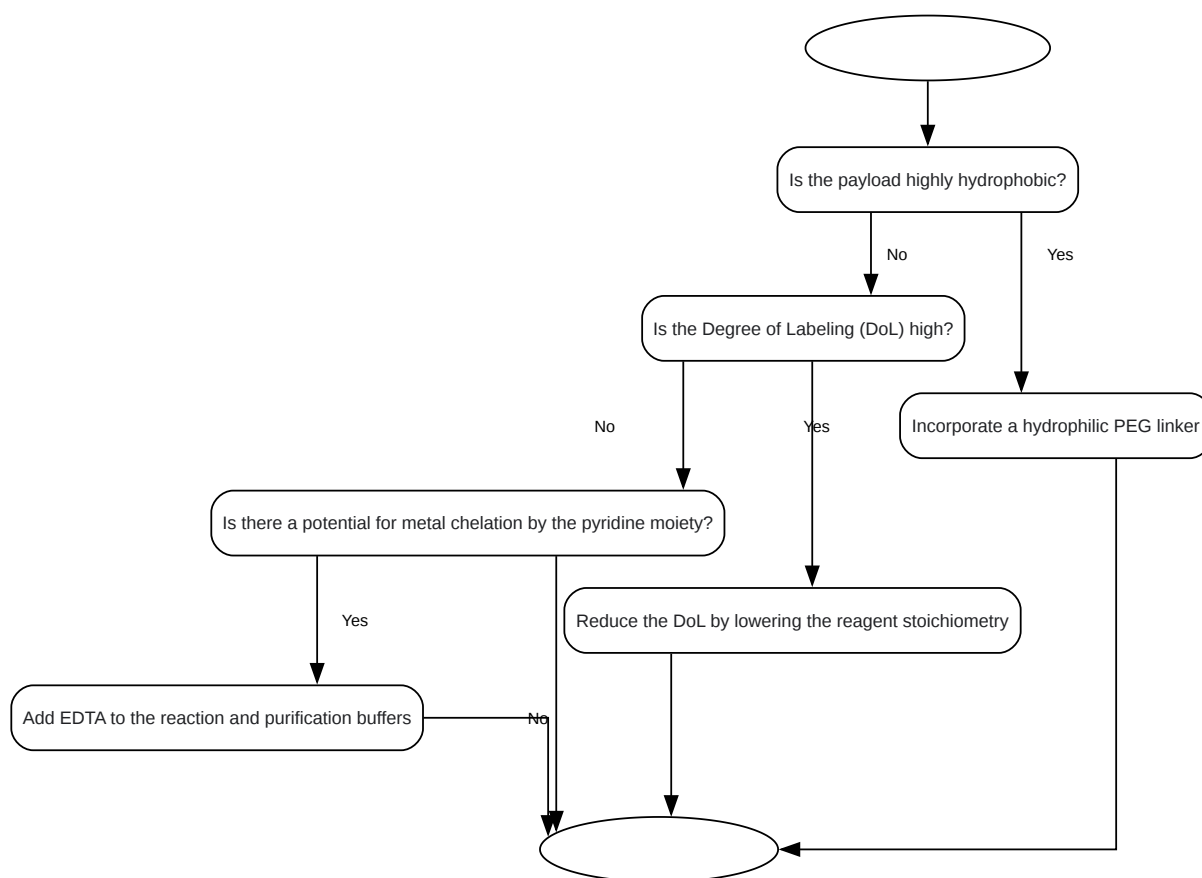 Is the payload highly hydrophobic?
No
Yes
Is the Degree of Labeling (DoL) high?
Incorporate a hydrophilic PEG linker
No
Yes
Is there a potential for metal chelation by the pyridine moiety?
Yes
Reduce the DoL by lowering the reagent stoichiometry
Add EDTA to the reaction and purification buffers
No